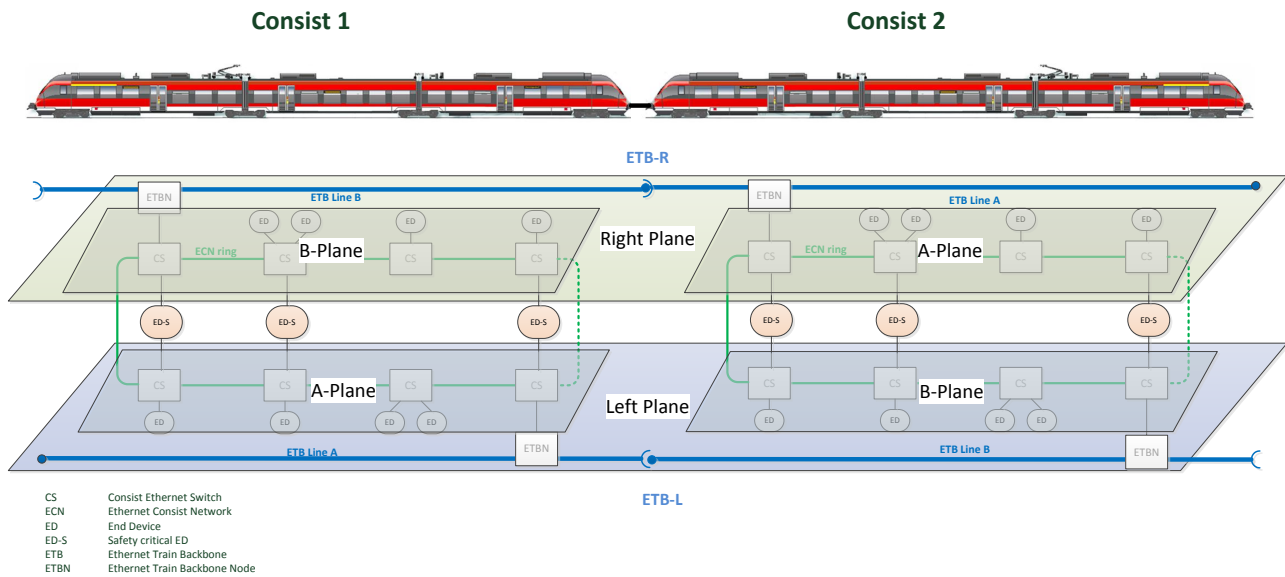 Consist 1
Consist 2
ETB-R
ETBN
ETB Line B
ETBN
ETB Line A
ED
ED
ED
ED
ED
ED
ED
ED
Right Plane
B-Plane
A-Plane
ECN ring
CS
CS
CS
CS
ECN ring
CS
CS
CS
CS
ED-S
ED-S
ED-S
ED-S
ED-S
ED-S
CS
CS
CS
CS
CS
CS
CS
CS
A-Plane
B-Plane
Left Plane
ED
ED
ED
ED
ED
ED
ED
ED
ETBN
ETB Line A
ETBN
ETB Line B
ETB-L
CS Consist Ethernet Switch
ECN Ethernet Consist Network
ED End Device
ED-S Safety critical ED
ETB Ethernet Train Backbone
ETBN Ethernet Train Backbone Node